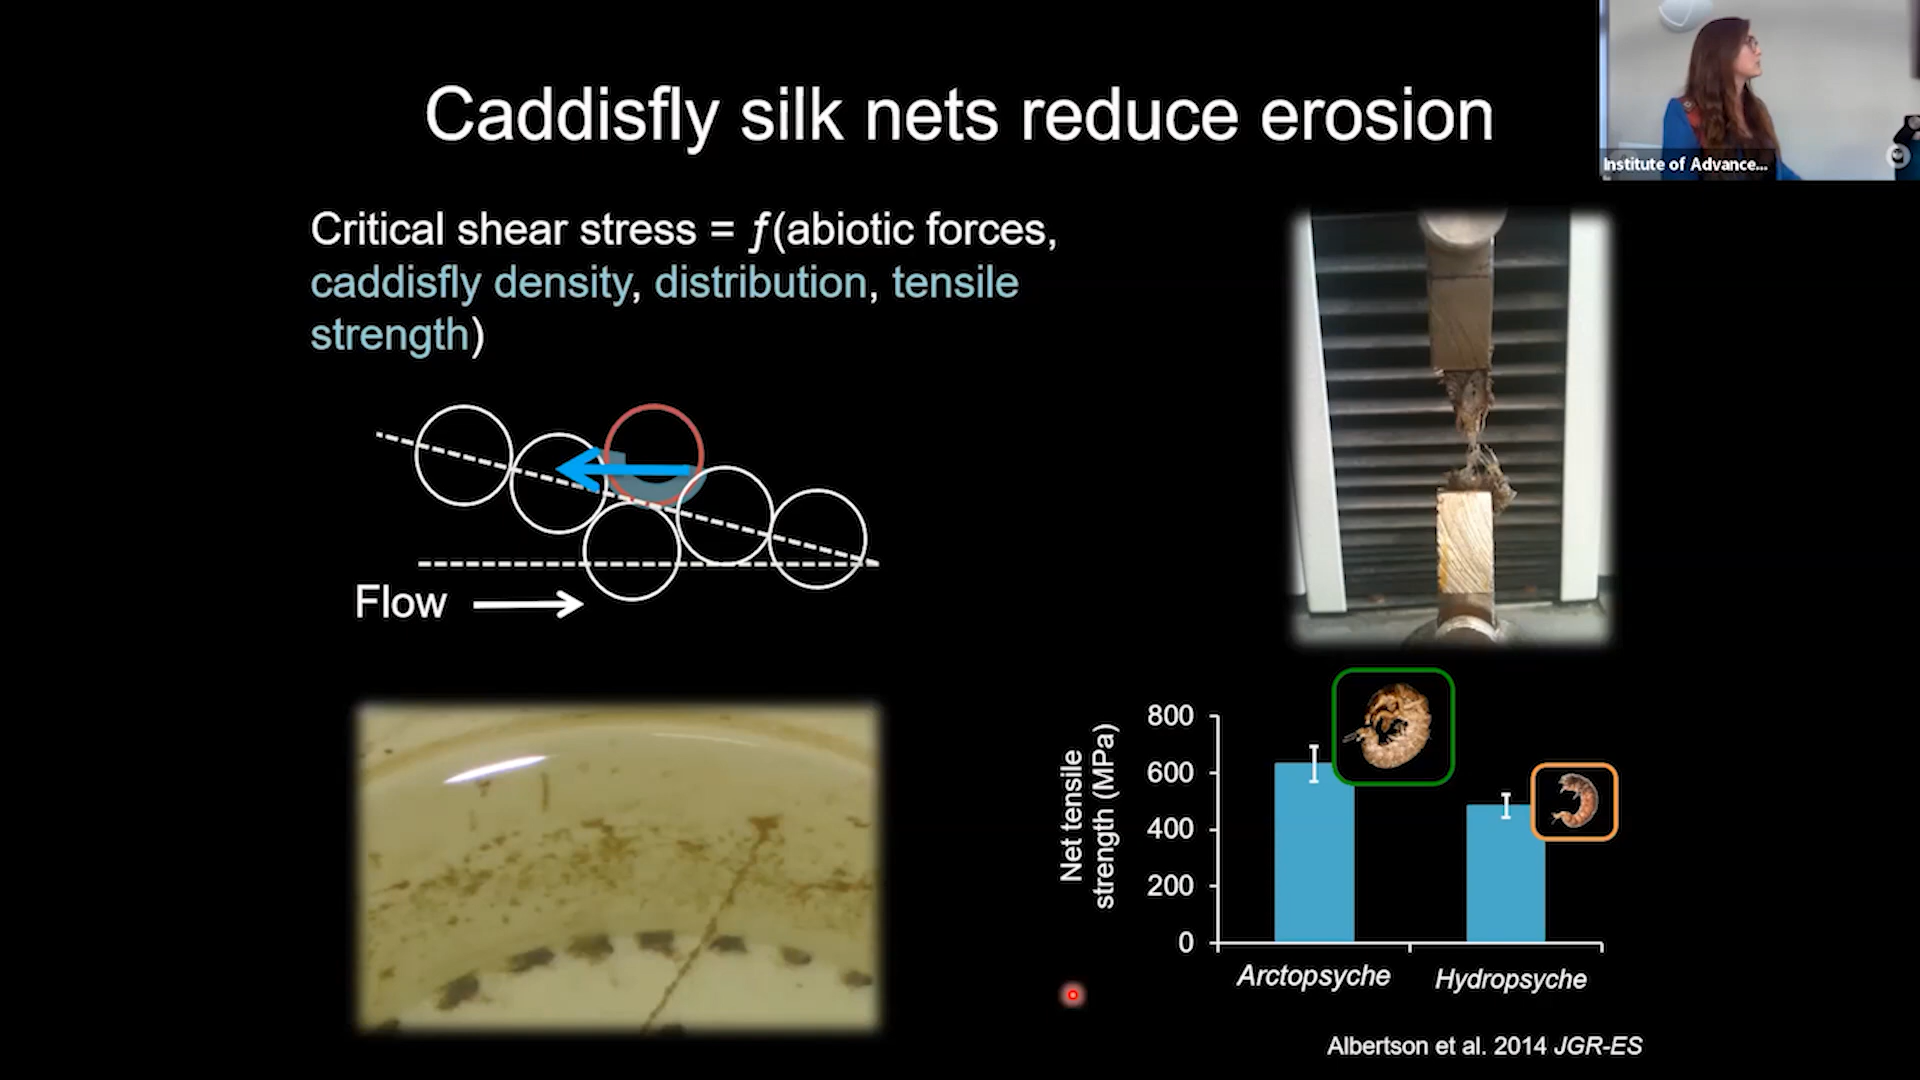 Caddisfly silk nets reduce erosion
Institute of Advance...
Critical shear stress = ƒ(abiotic forces,
caddisfly density, distribution, tensile
strength)
Flow
Net tensile
strength (MPa)
800
600
400
200
0
Arctopsyche
Hydropsyche
Albertson et al. 2014 JGR-ES